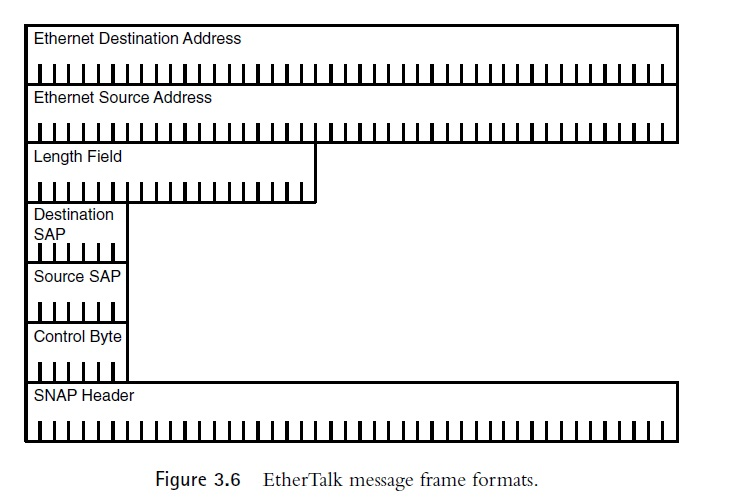 Ethernet Destination Address
Ethernet Source Address
Length Field
Destination
SAP
Source SAP
Control Byte
SNAP Header
Figure 3.6 EtherTalk message frame formats.